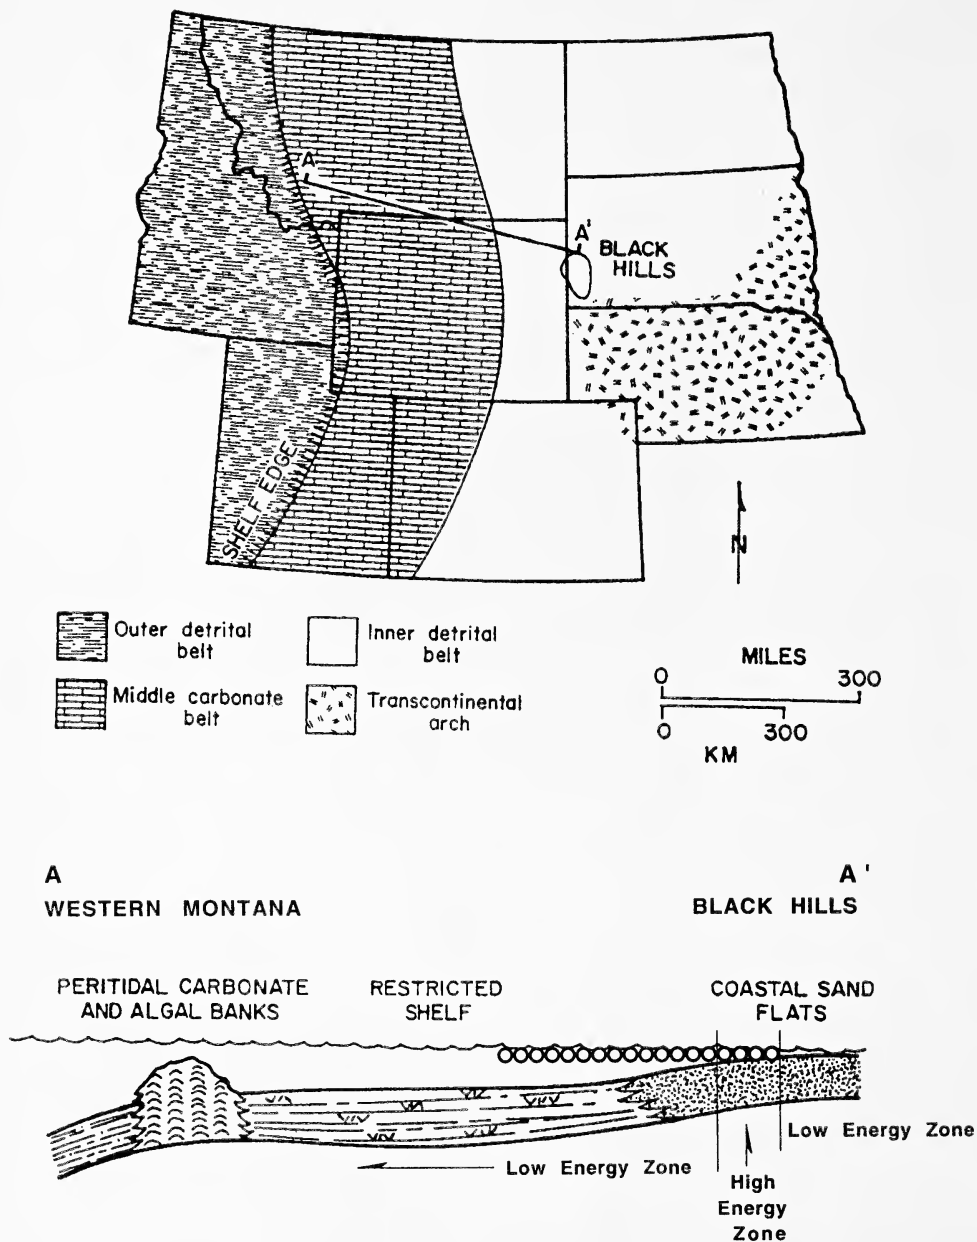 A
A'
BLACK
HILLS
SHELF EDGE
N
Outer detrital
belt
Inner detrital
belt
Middle carbonate
belt
Transcontinental
arch
MILES
0 300
0 300
KM
A A'
WESTERN MONTANA BLACK HILLS
PERITIDAL CARBONATE
AND ALGAL BANKS
RESTRICTED
SHELF
COASTAL SAND
FLATS
Low Energy Zone
Low Energy Zone
High
Energy
Zone